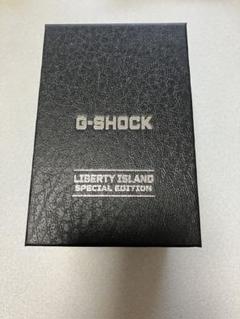 G-SHOCK
LIBERTY ISLAND
SPECIAL EDITION